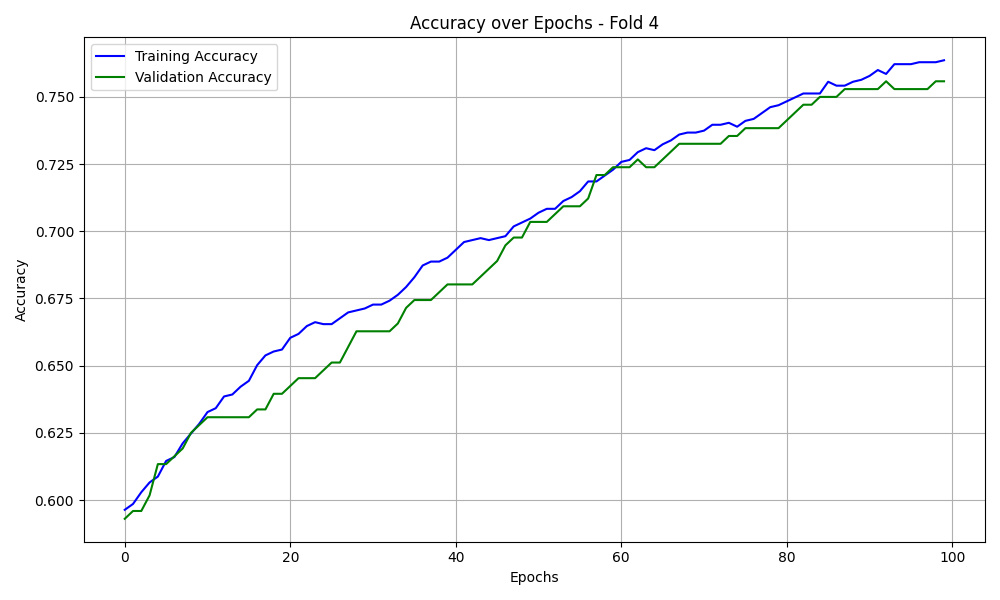 Accuracy over Epochs - Fold 4
Training Accuracy
Validation Accuracy
Accuracy
0.750
0.725
0.700
0.675
0.650
0.625
0.600
0 20 40 60 80 100
Epochs